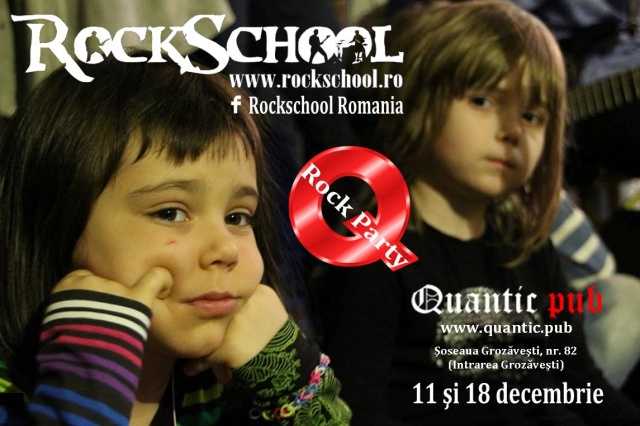 ROCKSCHOOL
www.rockschool.ro
f Rockschool Romania
Rock Party
Quantic pub
www.quantic.pub
Șoseaua Grozăvești, nr. 82
(Intrarea Grozăvești)
11 și 18 decembrie